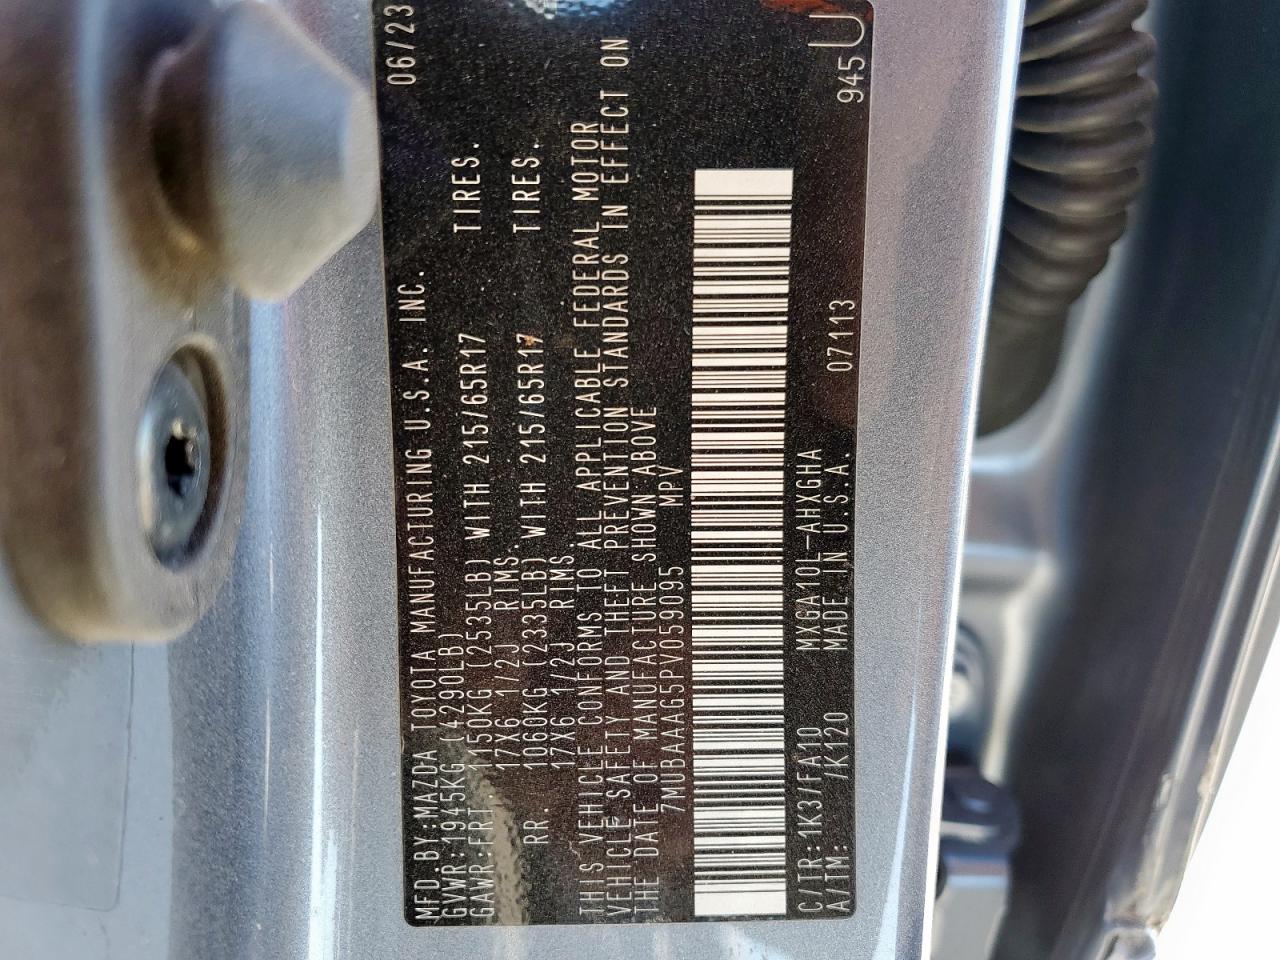 MFD.BY:MAZDA TOYOTA MANUFACTURING U.S.A. INC. 06/23
GVWR:1945KG (4290LB)
GAWR:FRT. 1150KG (2535LB) WITH 215/65R17 TIRES.
17X6 1/2J RIMS.
RR. 1060KG (2335LB) WITH 215/65R17 TIRES.
17X6 1/2J RIMS.
THIS VEHICLE CONFORMS TO ALL APPLICABLE FEDERAL MOTOR
VEHICLE SAFETY AND THEFT PREVENTION STANDARDS IN EFFECT ON
THE DATE OF MANUFACTURE SHOWN ABOVE
7MUBAAAG5PV059095 MPV
C/TR:1K3/FA10 MXGA10L-AHXGHA 07113
A/TM: /K120 MADE IN U.S.A. 945U